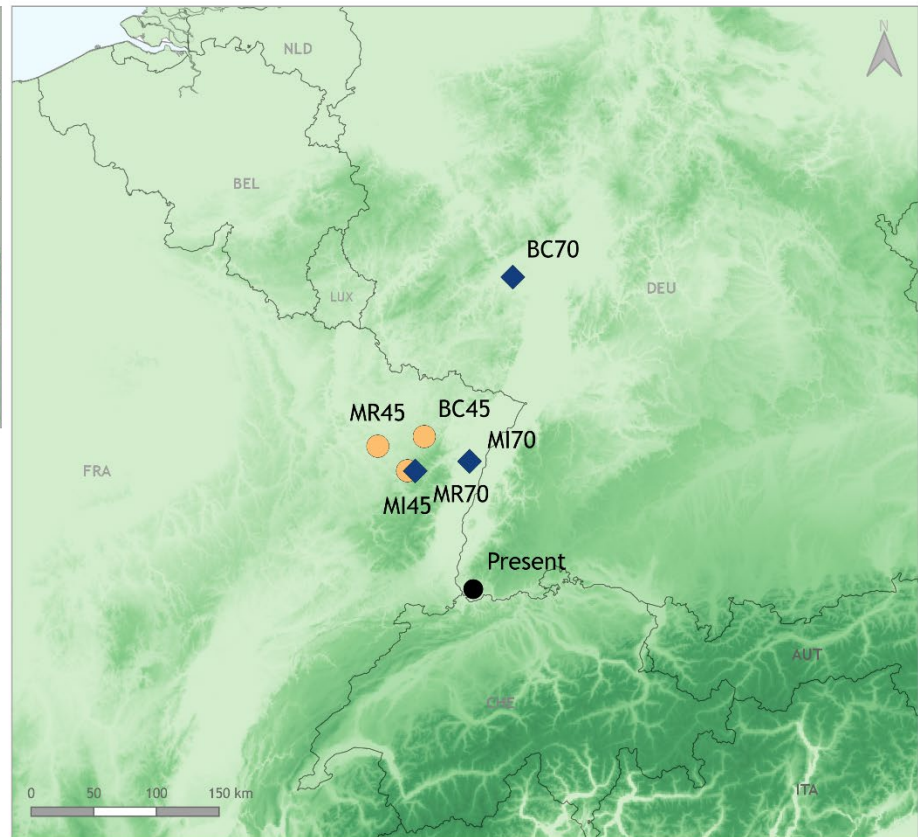 N
NLD
BEL
BC70
DEU
LUX
MR45
BC45
MI70
FRA
MI45
MR70
Present
AUT
CHE
ITA
0 50 100 150 km